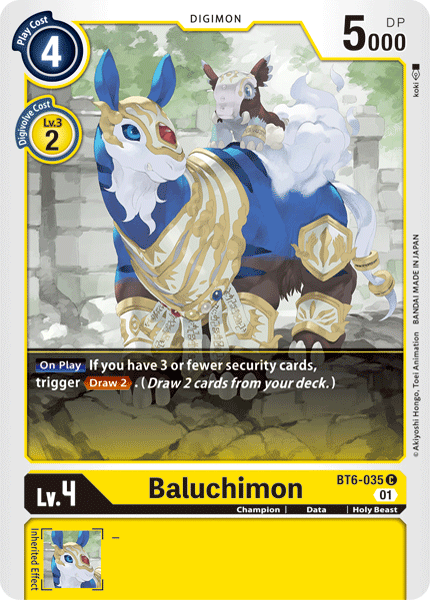 Play Cost
4
DIGIMON
DP
5000
Digivolve Cost
Lv.3
2
koki
© Akiyoshi Hongo, Toei Animation BANDAI MADE IN JAPAN
On Play If you have 3 or fewer security cards,
trigger Draw 2 . (Draw 2 cards from your deck.)
Lv.4
Baluchimon
BT6-035 C
01
Champion | Data | Holy Beast
Inherited Effect
–